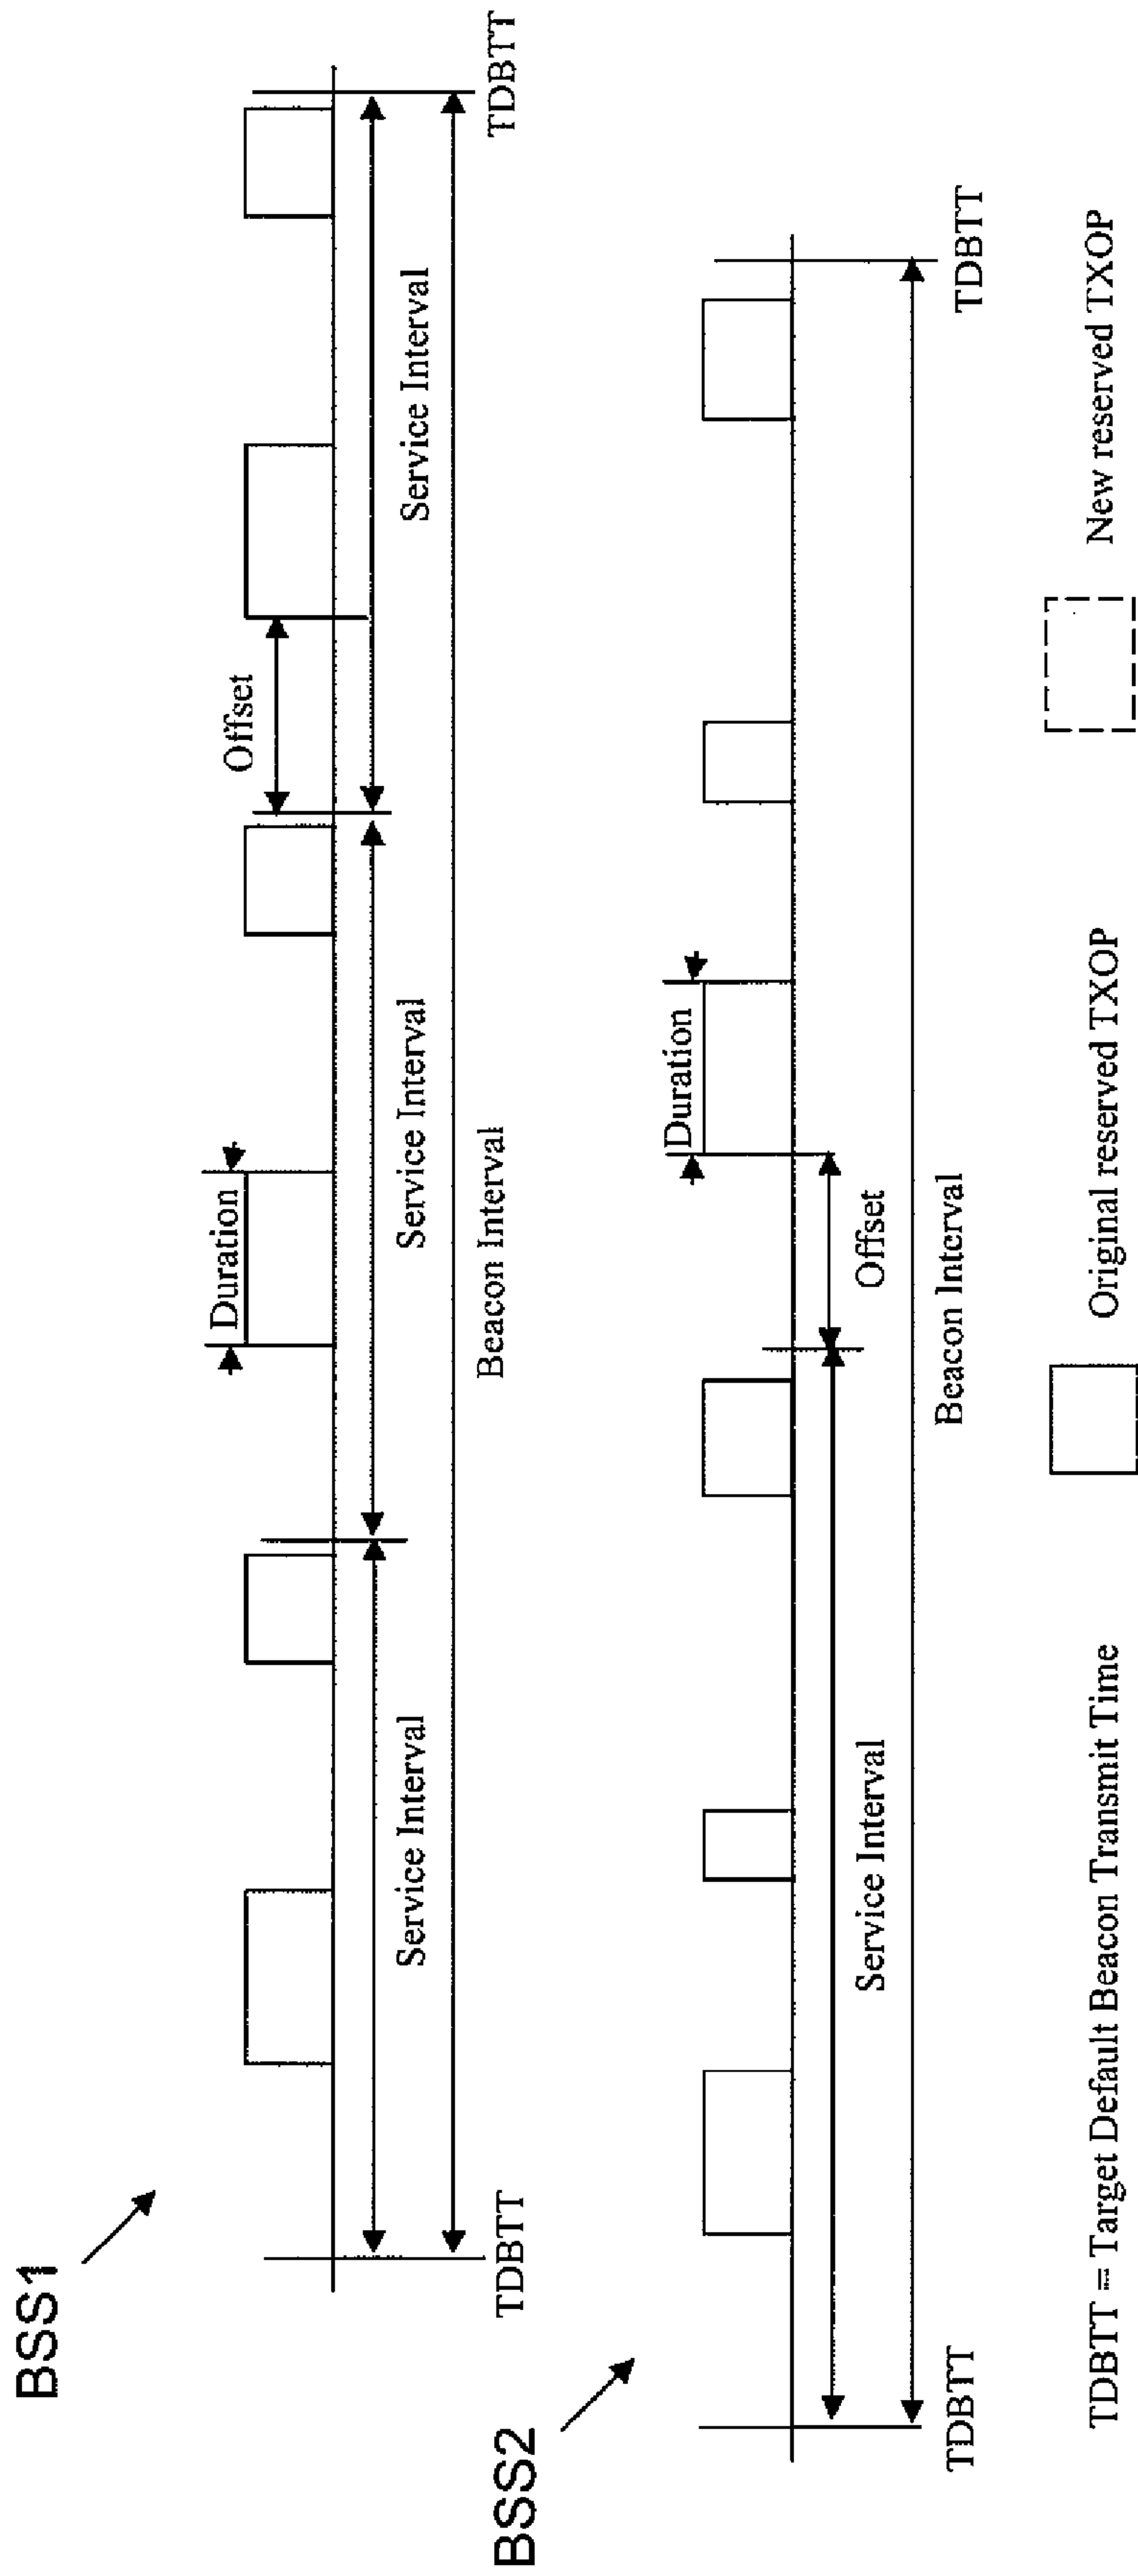 BSS1
Duration
Offset
Service Interval
Service Interval
Service Interval
Beacon Interval
TDBTT
TDBTT
BSS2
Duration
Service Interval
Offset
Beacon Interval
TDBTT
TDBTT
TDBTT = Target Default Beacon Transmit Time
Original reserved TXOP
New reserved TXOP